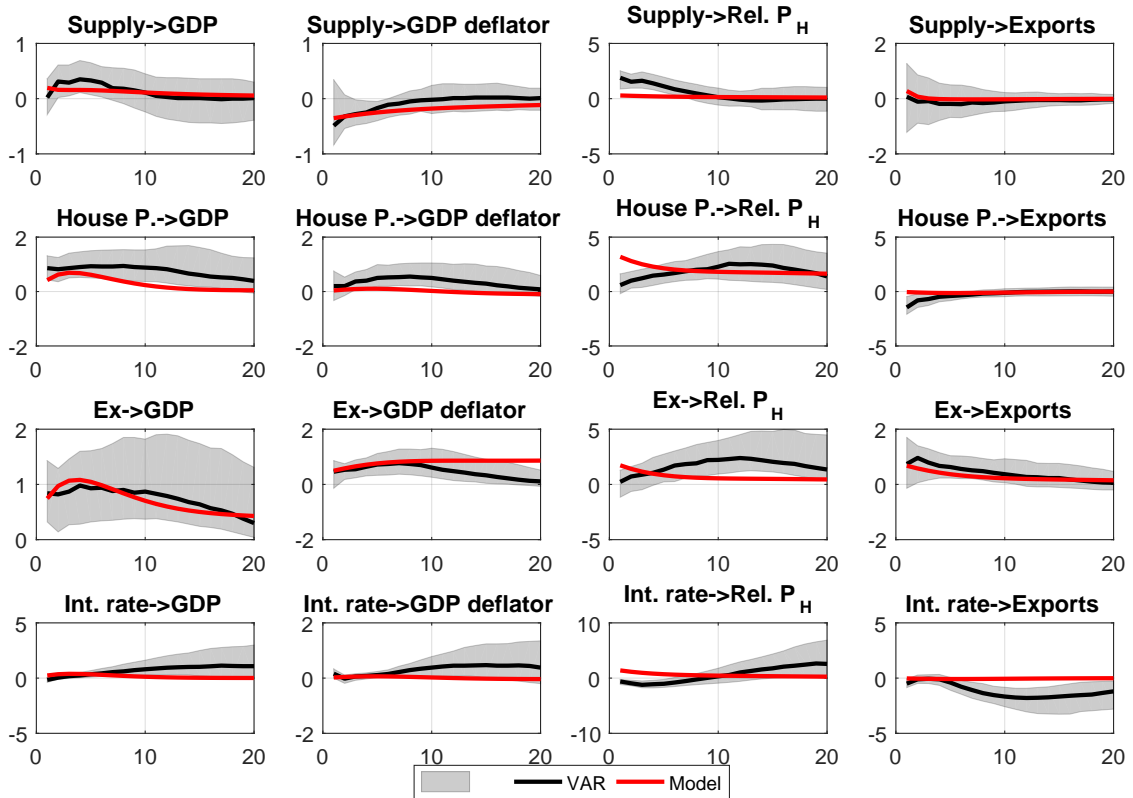 Supply->GDP
1
0
-1
0 10 20
Supply->GDP deflator
1
0
-1
0 10 20
Supply->Rel. P_H
5
0
-5
0 10 20
Supply->Exports
2
0
-2
0 10 20
House P.->GDP
2
0
-2
0 10 20
House P.->GDP deflator
2
0
-2
0 10 20
House P.->Rel. P_H
5
0
-5
0 10 20
House P.->Exports
5
0
-5
0 10 20
Ex->GDP
2
1
0
0 10 20
Ex->GDP deflator
2
0
-2
0 10 20
Ex->Rel. P_H
5
0
-5
0 10 20
Ex->Exports
2
0
-2
0 10 20
Int. rate->GDP
5
0
-5
0 10 20
Int. rate->GDP deflator
2
0
-2
0 10 20
Int. rate->Rel. P_H
10
0
-10
0 10 20
Int. rate->Exports
5
0
-5
0 10 20
VAR Model